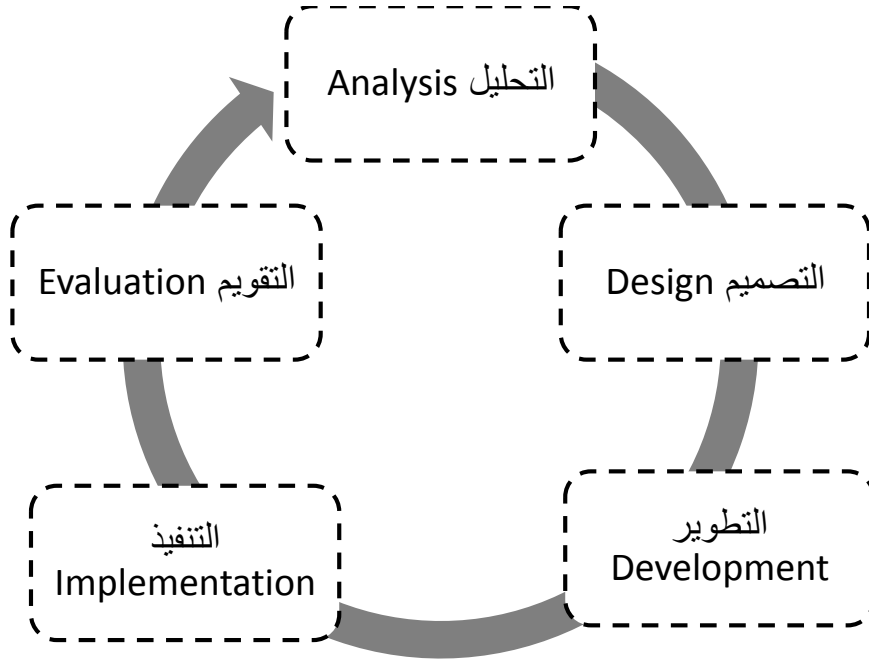 التحليل Analysis
التصميم Design
التطوير
Development
التنفيذ
Implementation
التقويم Evaluation